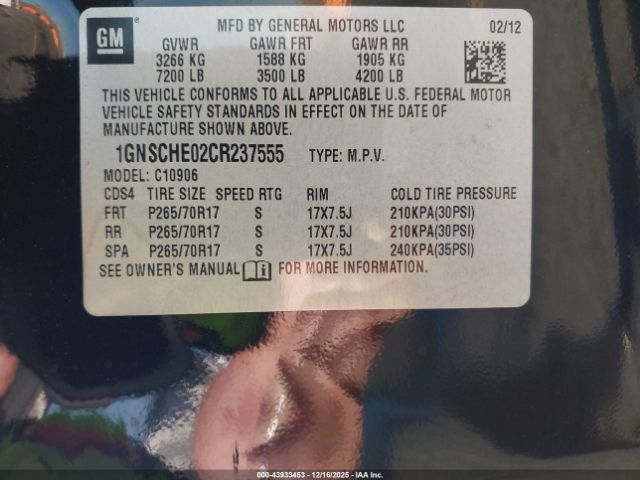 GM
MFD BY GENERAL MOTORS LLC 02/12
GVWR GAWR FRT GAWR RR
3266 KG 1588 KG 1905 KG
7200 LB 3500 LB 4200 LB
THIS VEHICLE CONFORMS TO ALL APPLICABLE U.S. FEDERAL MOTOR
VEHICLE SAFETY STANDARDS IN EFFECT ON THE DATE OF
MANUFACTURE SHOWN ABOVE.
1GNSCHE02CR237555 TYPE: M.P.V.
MODEL: C10906
CDS4 TIRE SIZE SPEED RTG RIM COLD TIRE PRESSURE
FRT P265/70R17 S 17X7.5J 210KPA(30PSI)
RR P265/70R17 S 17X7.5J 210KPA(30PSI)
SPA P265/70R17 S 17X7.5J 240KPA(35PSI)
SEE OWNER'S MANUAL FOR MORE INFORMATION.
000-43933453 - 12/16/2025 - IAA Inc.